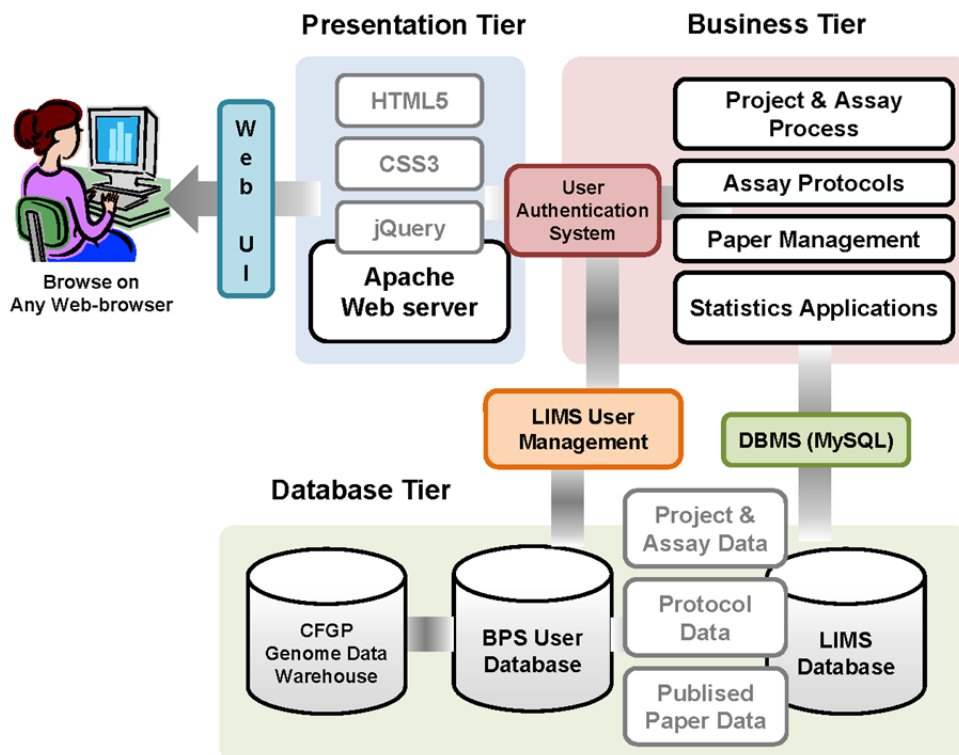 Presentation Tier
Business Tier
HTML5
CSS3
jQuery
Apache
Web server
Web UI
Browse on
Any Web-browser
User
Authentication
System
Project & Assay
Process
Assay Protocols
Paper Management
Statistics Applications
LIMS User
Management
DBMS (MySQL)
Database Tier
CFGP
Genome Data
Warehouse
BPS User
Database
Project &
Assay Data
Protocol
Data
Publised
Paper Data
LIMS
Database